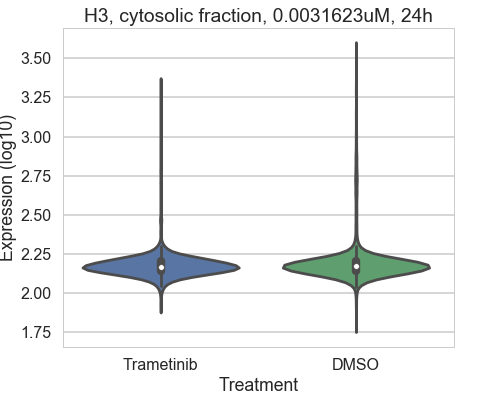 H3, cytosolic fraction, 0.0031623uM, 24h
Expression (log10)
3.50
3.25
3.00
2.75
2.50
2.25
2.00
1.75
Trametinib DMSO
Treatment